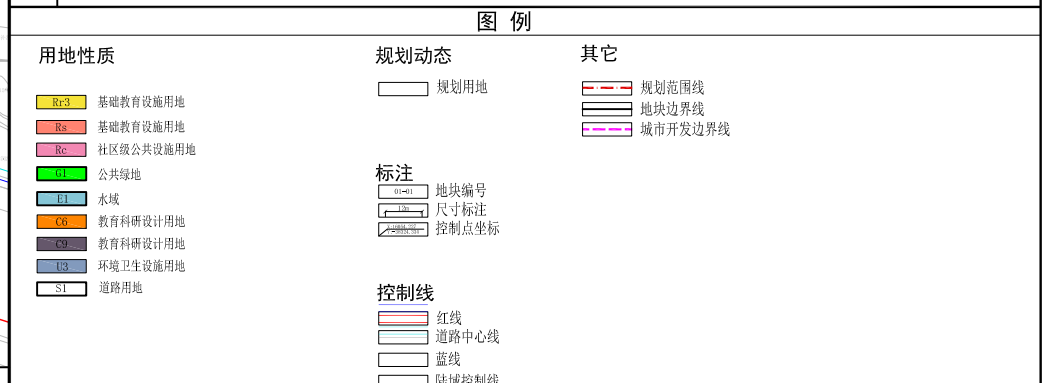 图 例
用地性质
Rr3 基础教育设施用地
Rs 基础教育设施用地
Rc 社区级公共设施用地
G1 公共绿地
E1 水域
C6 教育科研设计用地
C9 教育科研设计用地
U3 环境卫生设施用地
S1 道路用地
规划动态
规划用地
标注
01-01 地块编号
12m 尺寸标注
控制点坐标
控制线
红线
道路中心线
蓝线
陆域控制线
其它
规划范围线
地块边界线
城市开发边界线